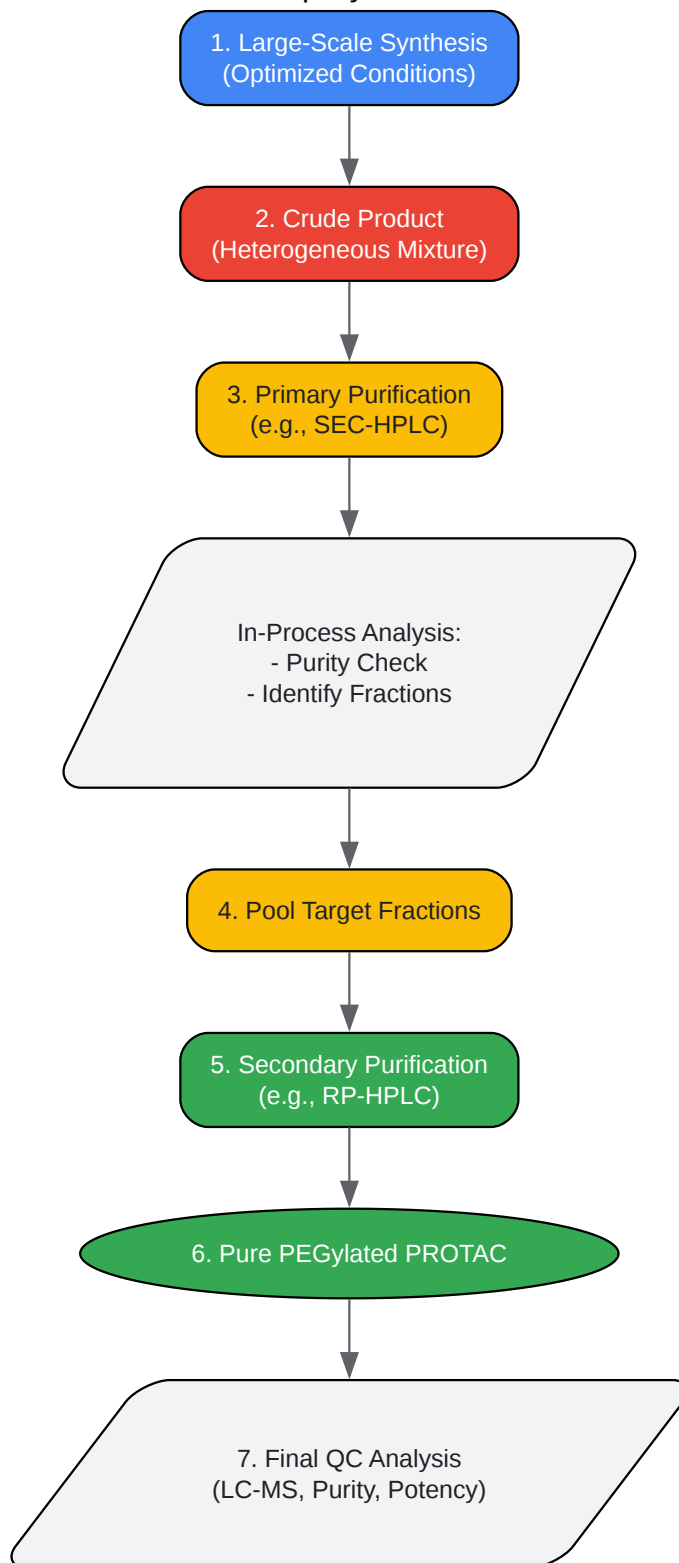 1. Large-Scale Synthesis
(Optimized Conditions)
2. Crude Product
(Heterogeneous Mixture)
3. Primary Purification
(e.g., SEC-HPLC)
In-Process Analysis:
- Purity Check
- Identify Fractions
4. Pool Target Fractions
5. Secondary Purification
(e.g., RP-HPLC)
6. Pure PEGylated PROTAC
7. Final QC Analysis
(LC-MS, Purity, Potency)